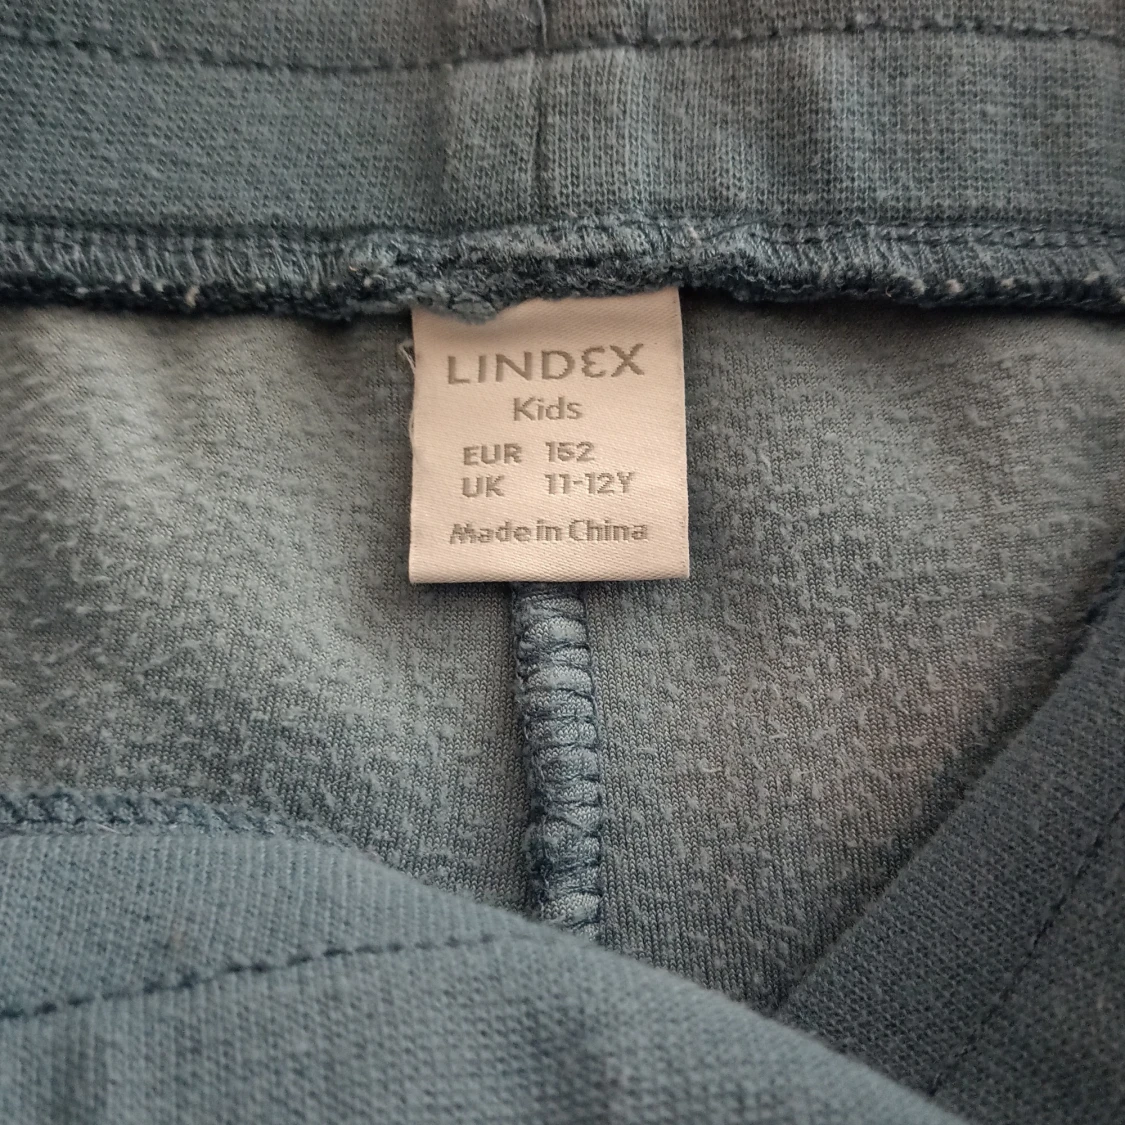 LINDEX
Kids
EUR 152
UK 11-12Y
Made in China